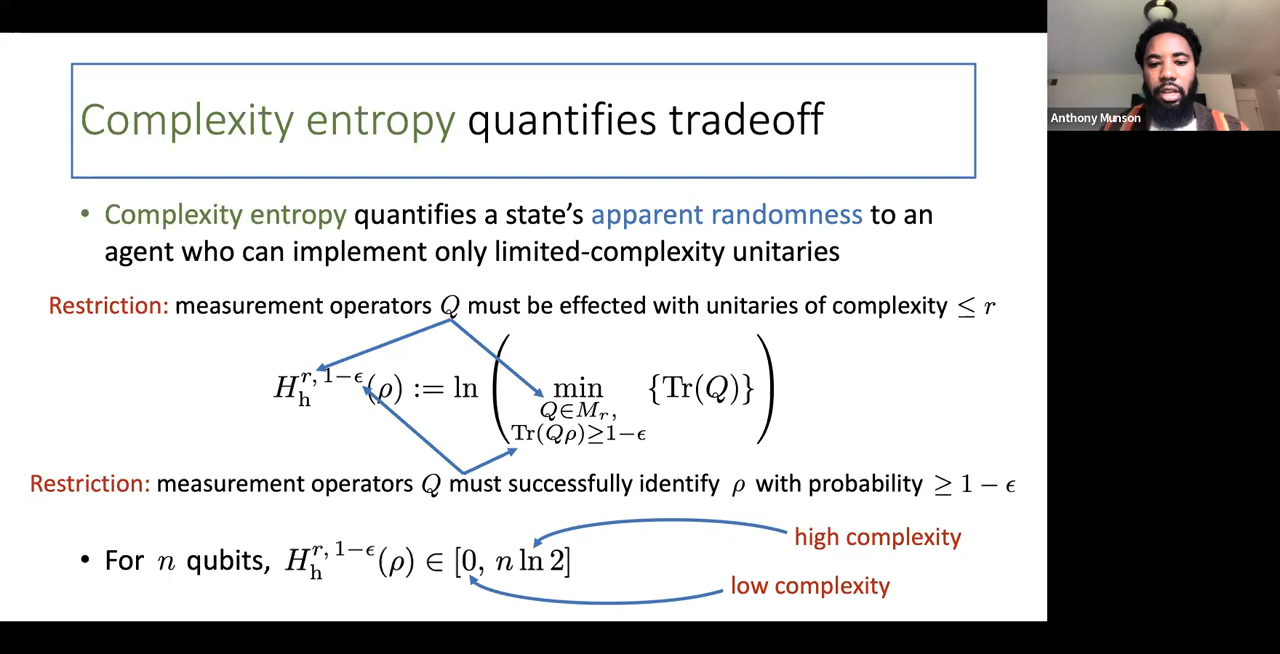 Complexity entropy quantifies tradeoff
Anthony Munson
• Complexity entropy quantifies a state's apparent randomness to an
agent who can implement only limited-complexity unitaries
Restriction: measurement operators Q must be effected with unitaries of complexity ≤ r
H_h^{r, 1−ϵ}(ρ) := ln ( min_{Q∈M_r, Tr(Qρ)≥1−ϵ} {Tr(Q)} )
Restriction: measurement operators Q must successfully identify ρ with probability ≥ 1 − ϵ
high complexity
• For n qubits, H_h^{r, 1−ϵ}(ρ) ∈ [0, n ln 2]
low complexity